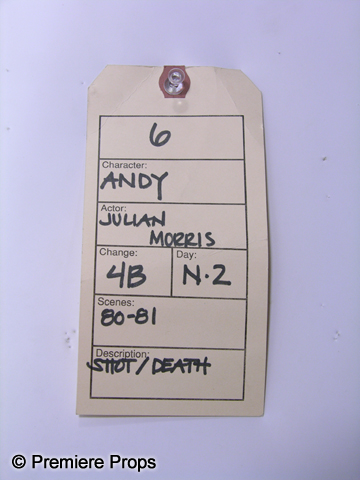 6
Character:
ANDY
Actor:
JULIAN
MORRIS
Change: Day:
4B N.2
Scenes:
80-81
Description:
SHOT/DEATH
© Premiere Props